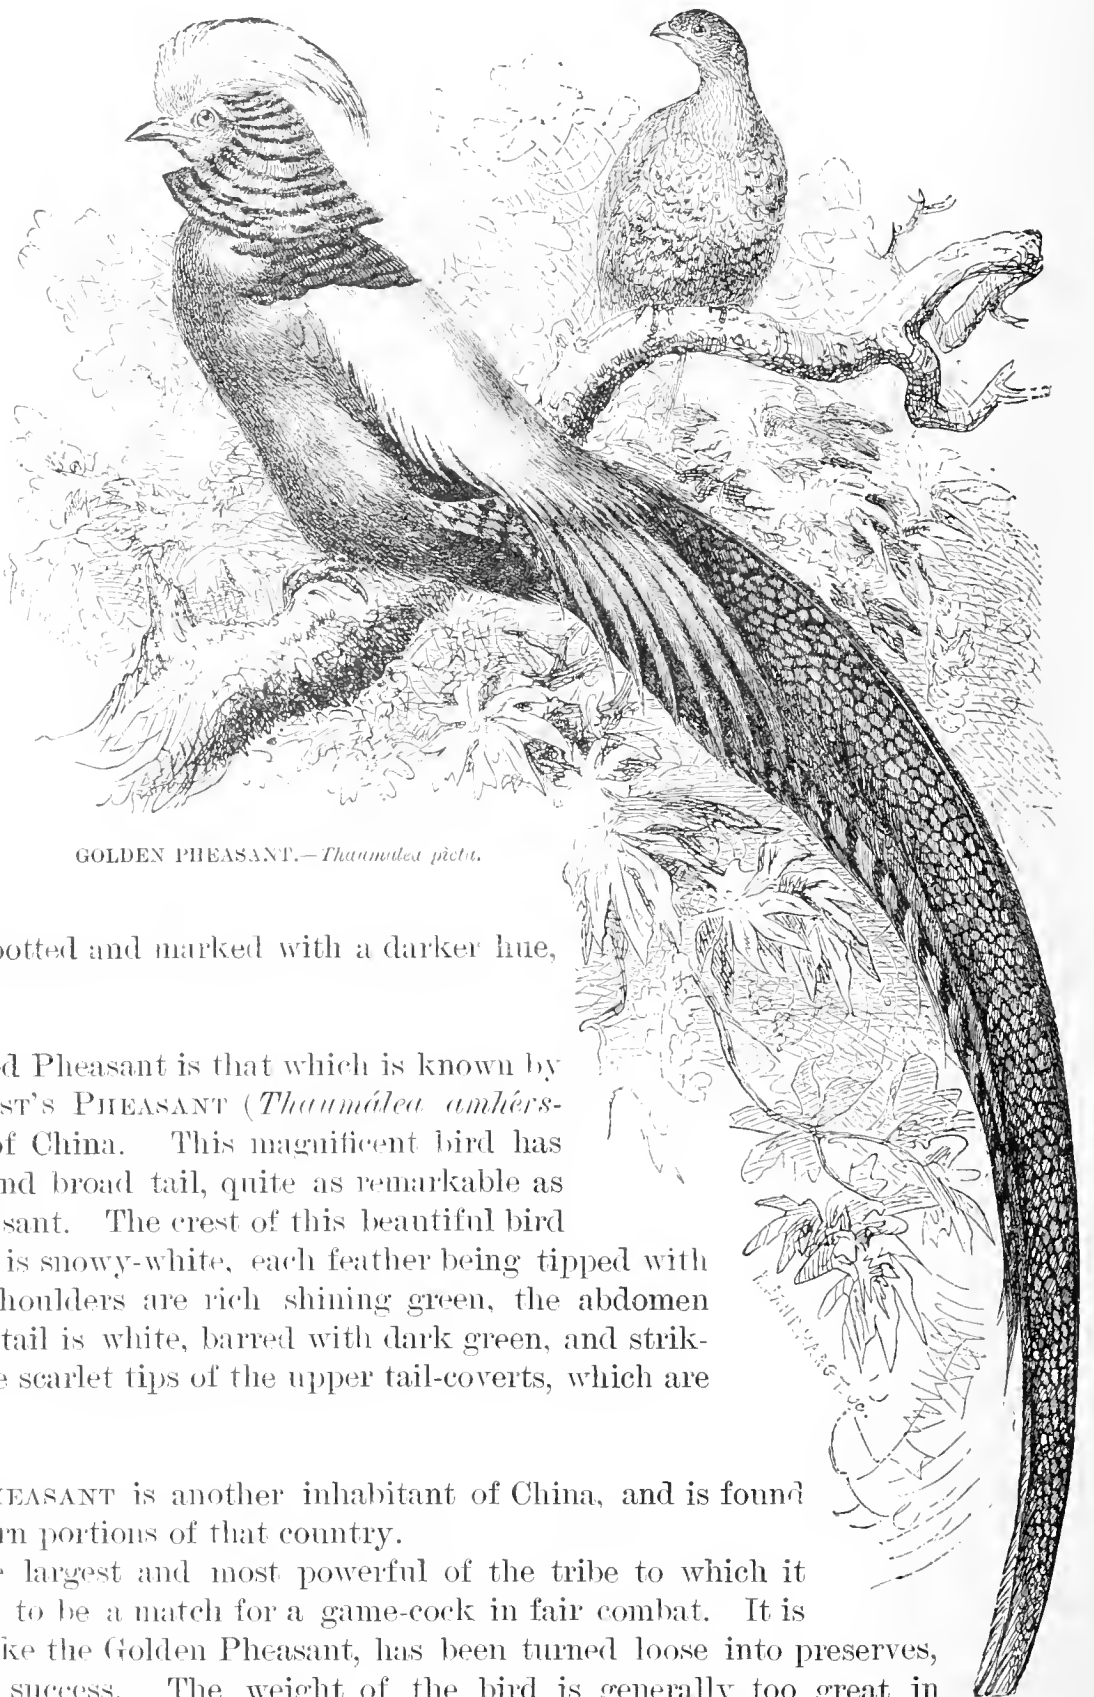 GOLDEN PHEASANT.—Thaumalea picta.
potted and marked with a darker hue,
d Pheasant is that which is known by
ST'S PHEASANT (Thaumálea amhérs-
of China. This magnificent bird has
nd broad tail, quite as remarkable as
sant. The crest of this beautiful bird
is snowy-white, each feather being tipped with
houlders are rich shining green, the abdomen
tail is white, barred with dark green, and strik-
e scarlet tips of the upper tail-coverts, which are
HEASANT is another inhabitant of China, and is found
rn portions of that country.
largest and most powerful of the tribe to which it
to be a match for a game-cock in fair combat. It is
ke the Golden Pheasant, has been turned loose into preserves,
success. The weight of the bird is generally too great in